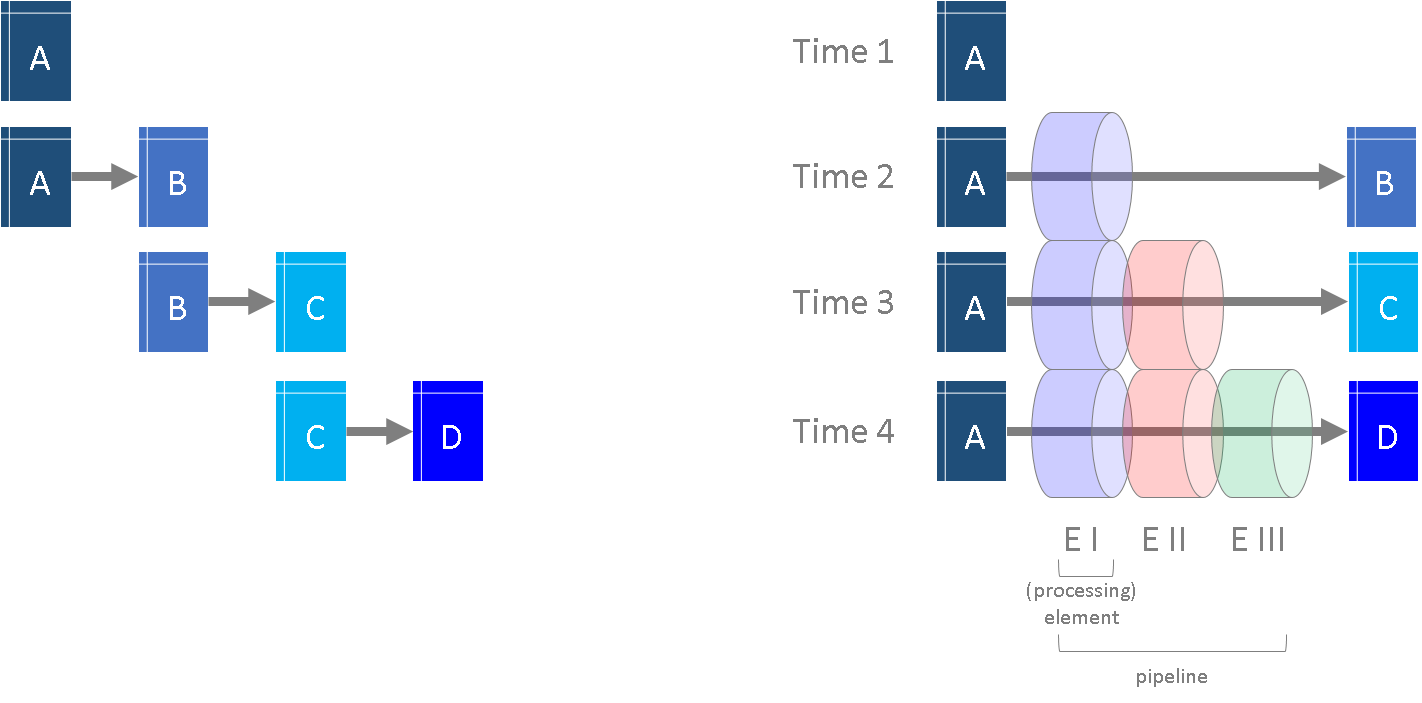 A
Time 1
A
A
B
Time 2
A
B
B
C
Time 3
A
C
C
D
Time 4
A
D
E I
E II
E III
(processing)
element
pipeline